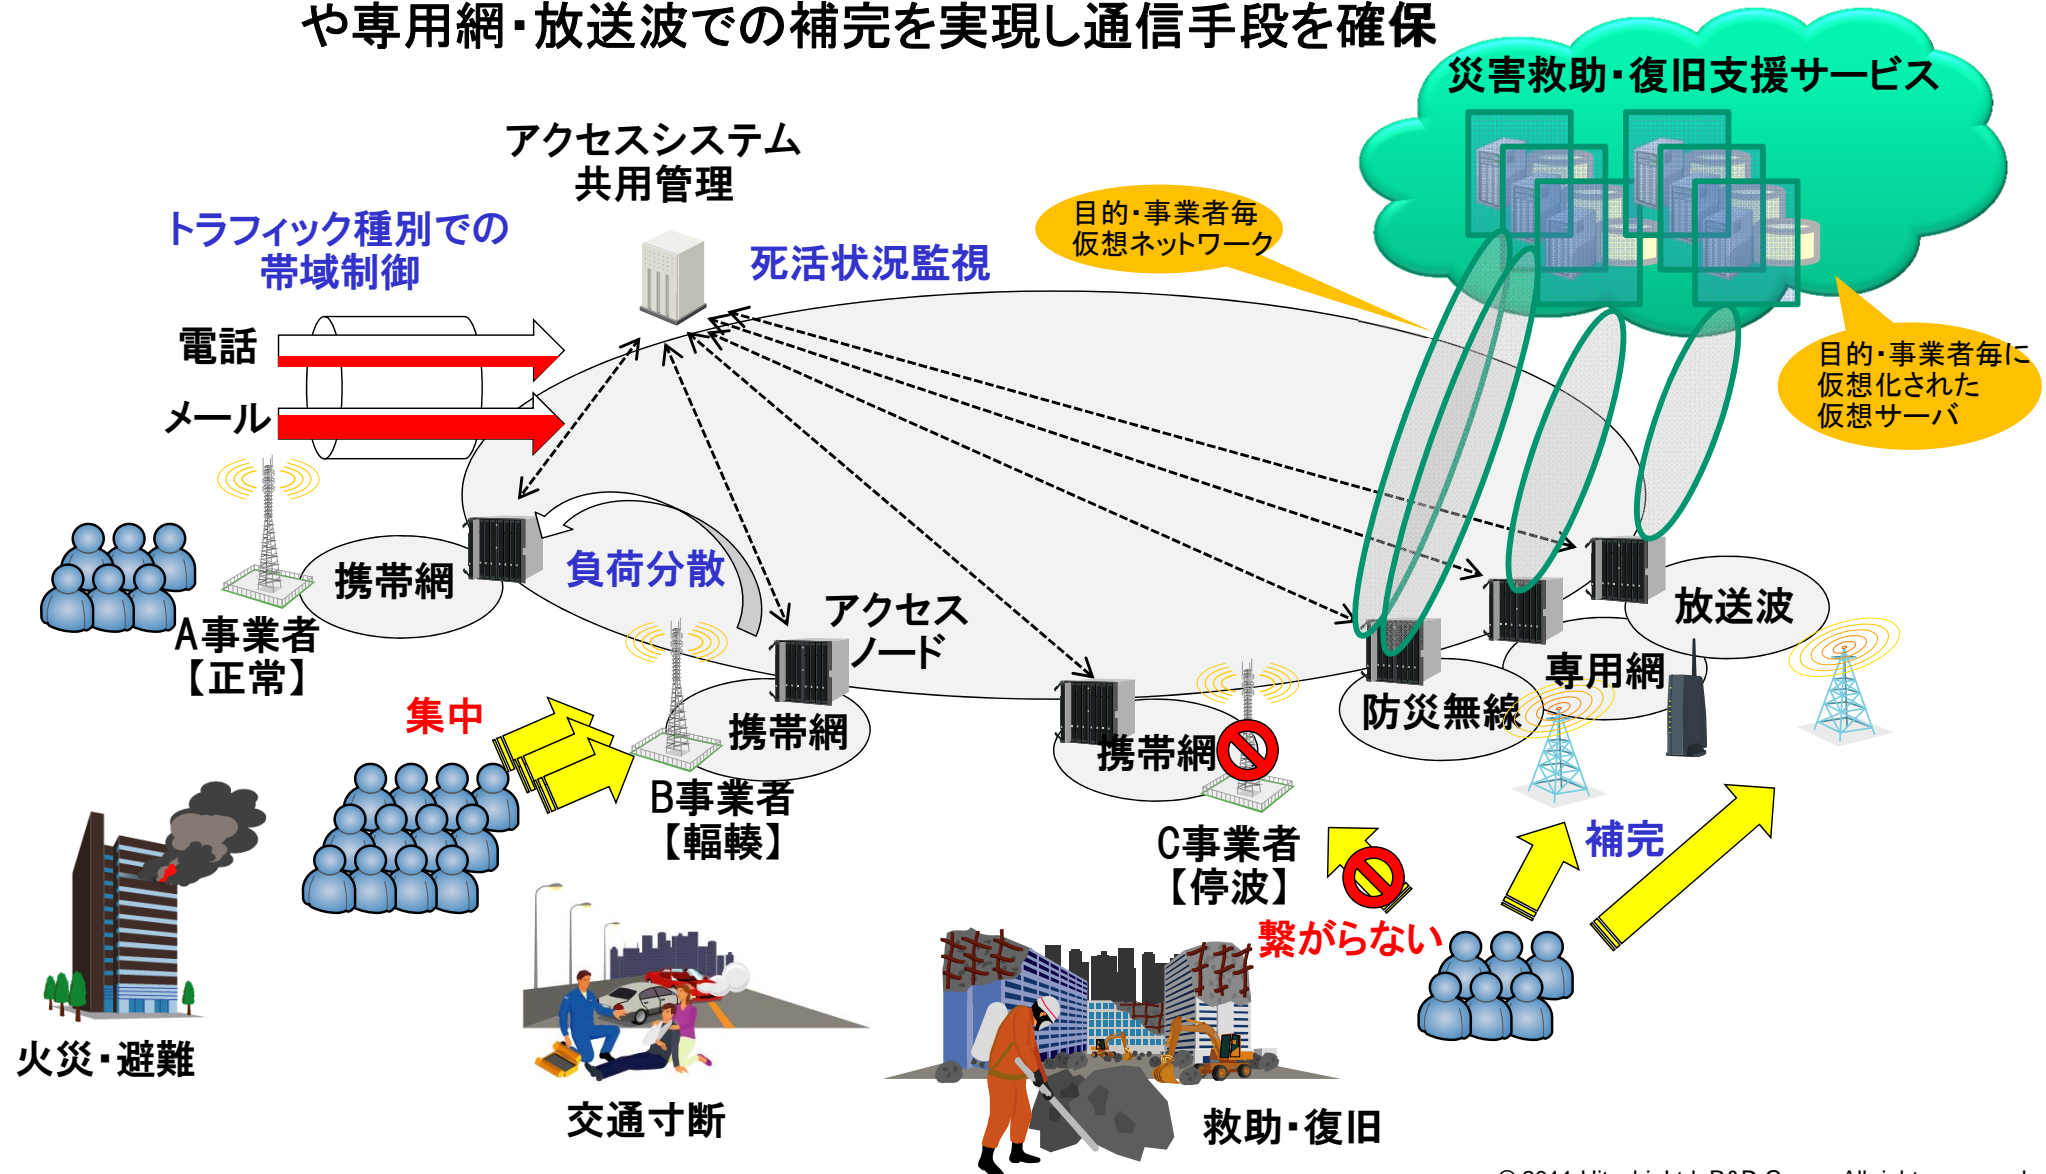 や専用網・放送波での補完を実現し通信手段を確保
災害救助・復旧支援サービス
アクセスシステム
共用管理
目的・事業者毎
仮想ネットワーク
トラフィック種別での
帯域制御
死活状況監視
電話
メール
目的・事業者毎に
仮想化された
仮想サーバ
携帯網
負荷分散
アクセス
ノード
放送波
A事業者
【正常】
専用網
防災無線
集中
携帯網
携帯網
B事業者
【輻輳】
C事業者
【停波】
補完
繋がらない
火災・避難
交通寸断
救助・復旧